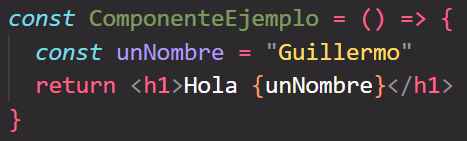 const ComponenteEjemplo = () => {
  const unNombre = "Guillermo"
  return <h1>Hola {unNombre}</h1>
}